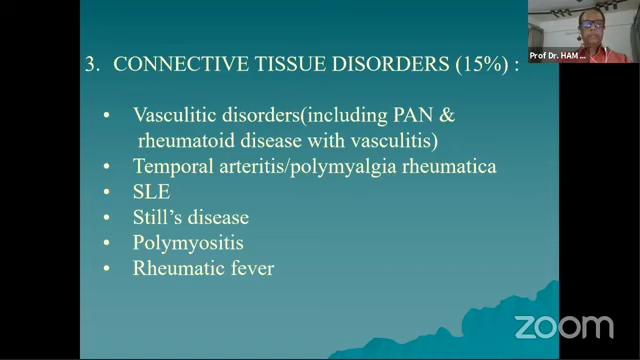 3. CONNECTIVE TISSUE DISORDERS (15%) :
• Vasculitic disorders(including PAN &
rheumatoid disease with vasculitis)
• Temporal arteritis/polymyalgia rheumatica
• SLE
• Still's disease
• Polymyositis
• Rheumatic fever
Prof Dr. HAM ...
zoom